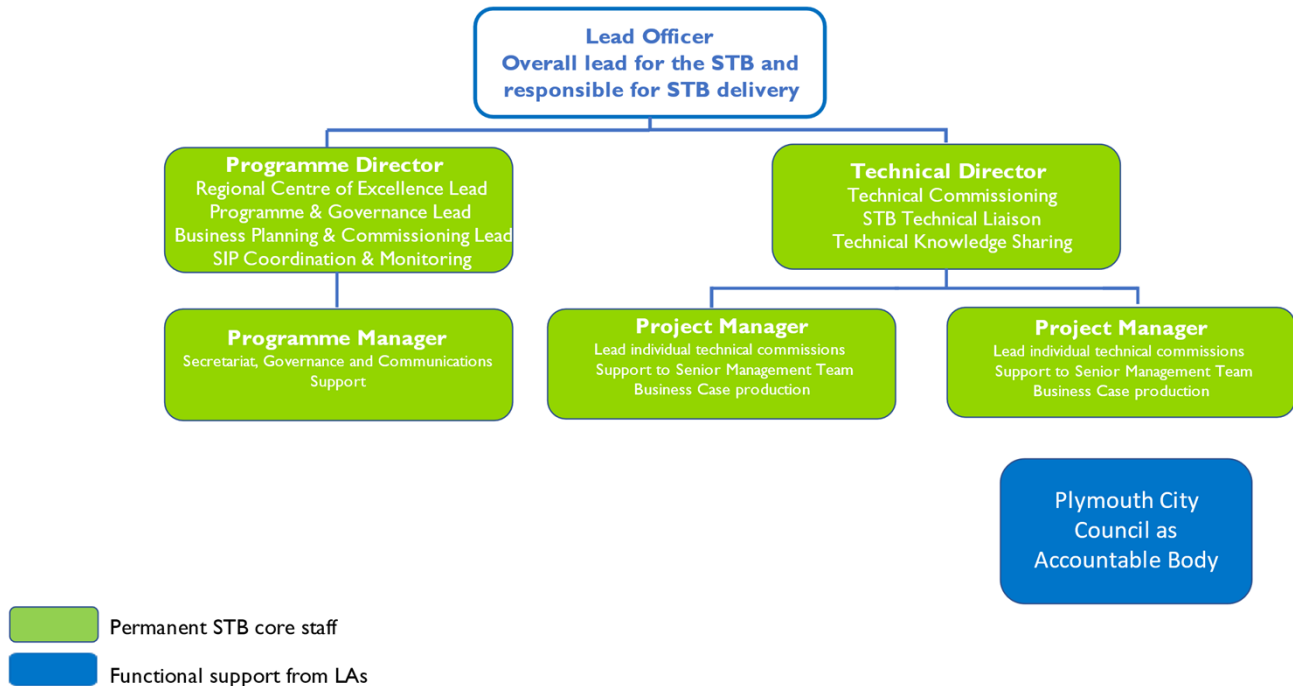 Lead Officer
Overall lead for the STB and
responsible for STB delivery
Programme Director
Regional Centre of Excellence Lead
Programme & Governance Lead
Business Planning & Commissioning Lead
SIP Coordination & Monitoring
Technical Director
Technical Commissioning
STB Technical Liaison
Technical Knowledge Sharing
Programme Manager
Secretariat, Governance and Communications
Support
Project Manager
Lead individual technical commissions
Support to Senior Management Team
Business Case production
Project Manager
Lead individual technical commissions
Support to Senior Management Team
Business Case production
Plymouth City
Council as
Accountable Body
Permanent STB core staff
Functional support from LAs